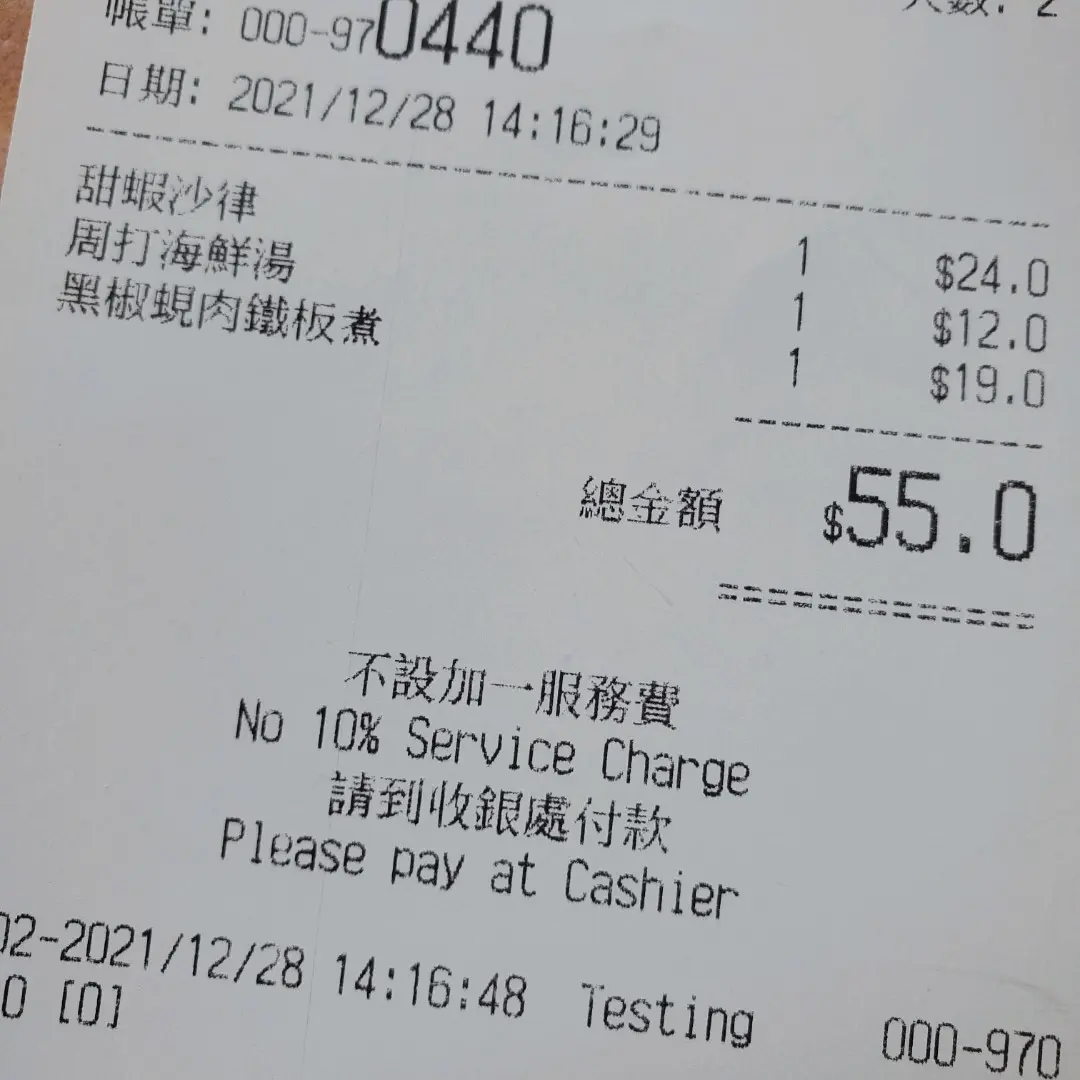 帳單: 000-970440
人數: 2
日期: 2021/12/28 14:16:29
甜蝦沙律 1 $24.0
周打海鮮湯 1 $12.0
黑椒蜆肉鐵板煮 1 $19.0
總金額 $55.0
不設加一服務費
No 10% Service Charge
請到收銀處付款
Please pay at Cashier
02-2021/12/28 14:16:48 Testing 000-970
0 [0]